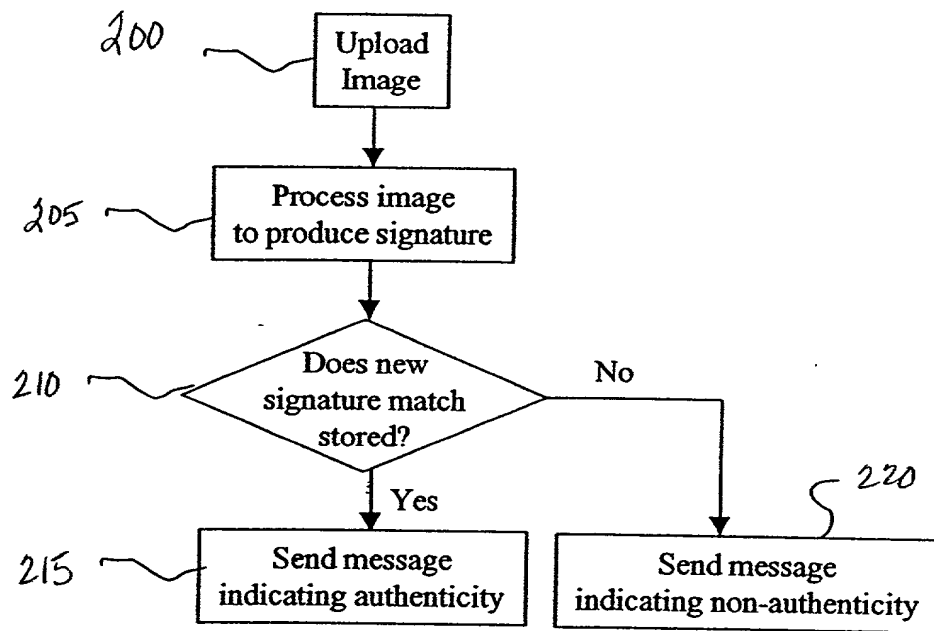 200
Upload
Image
205
Process image
to produce signature
210
Does new
signature match
stored?
No
Yes
220
215
Send message
indicating authenticity
Send message
indicating non-authenticity